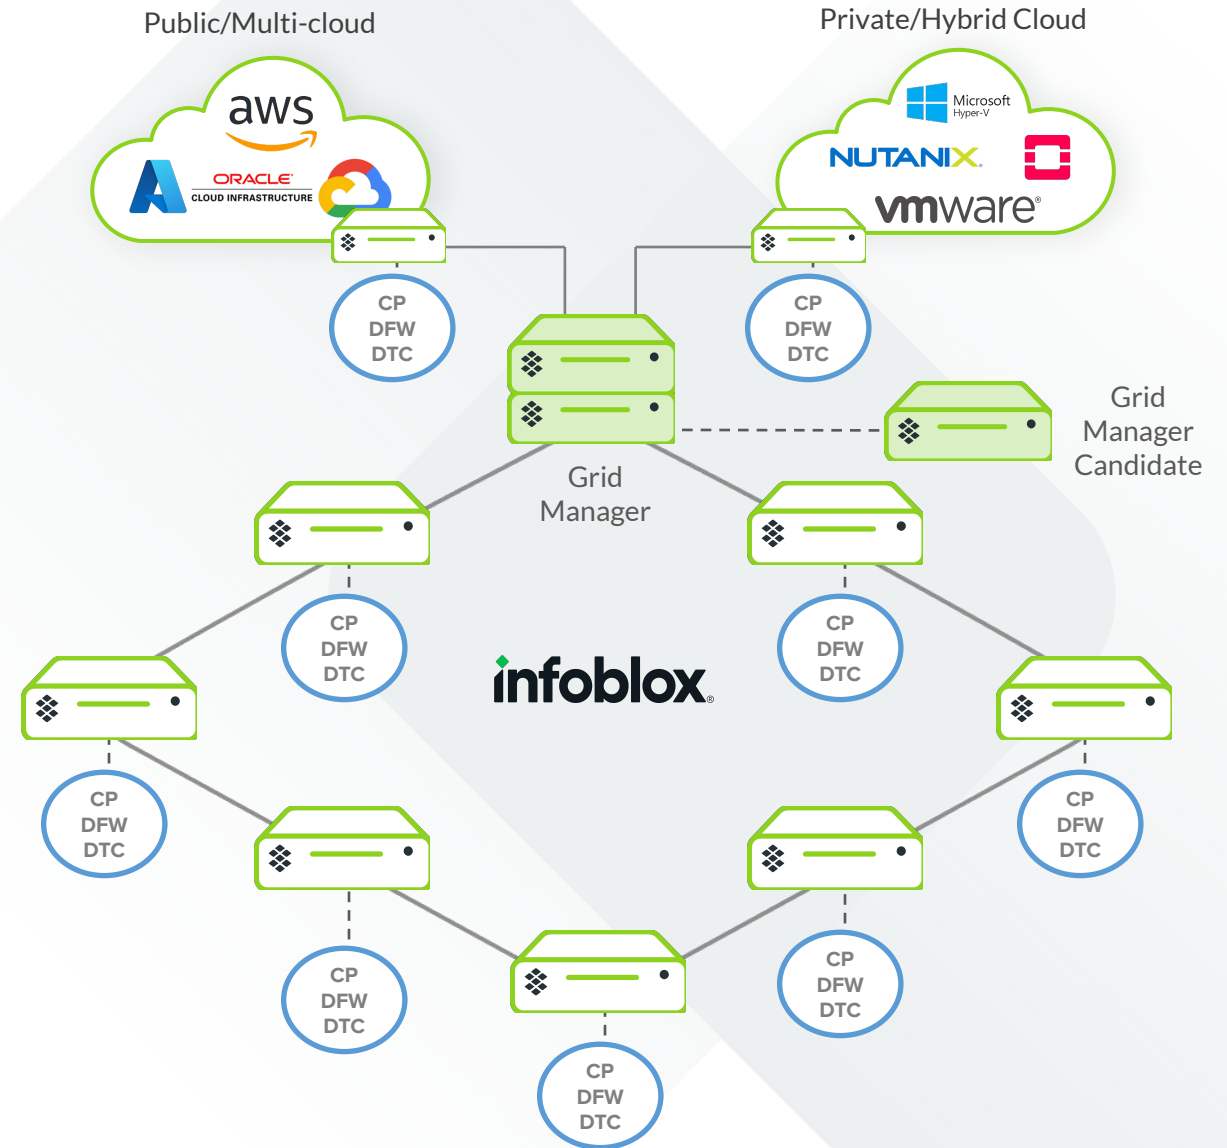 Public/Multi-cloud
Private/Hybrid Cloud
aws
ORACLE
CLOUD INFRASTRUCTURE
Microsoft
Hyper-V
NUTANIX
vmware®
CP
DFW
DTC
CP
DFW
DTC
Grid
Manager
Candidate
Grid
Manager
CP
DFW
DTC
CP
DFW
DTC
infoblox®
CP
DFW
DTC
CP
DFW
DTC
CP
DFW
DTC
CP
DFW
DTC
CP
DFW
DTC